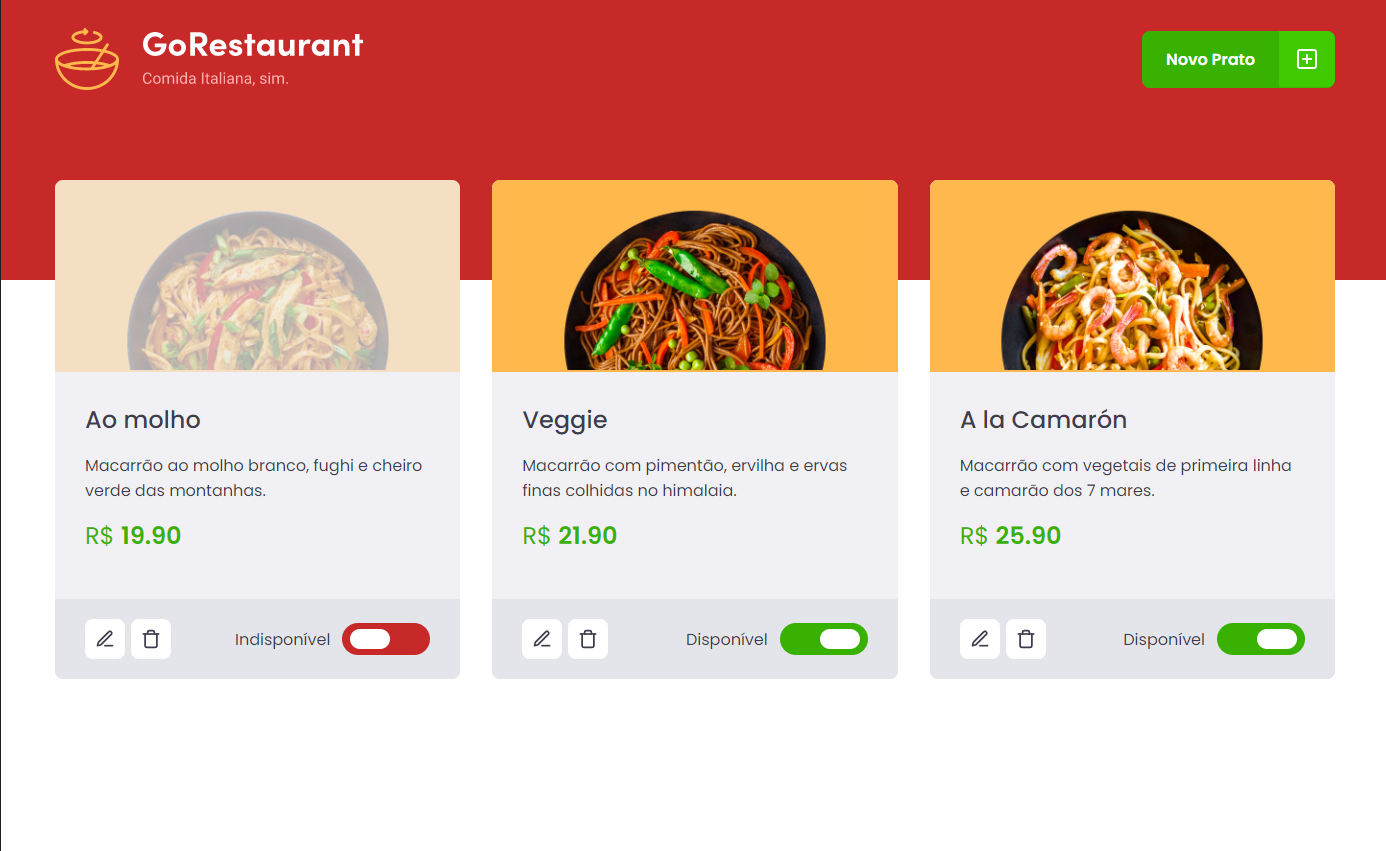 GoRestaurant
Comida Italiana, sim.
Novo Prato
Ao molho
Macarrão ao molho branco, fughi e cheiro
verde das montanhas.
R$ 19.90
Indisponível
Veggie
Macarrão com pimentão, ervilha e ervas
finas colhidas no himalaia.
R$ 21.90
Disponível
A la Camarón
Macarrão com vegetais de primeira linha
e camarão dos 7 mares.
R$ 25.90
Disponível